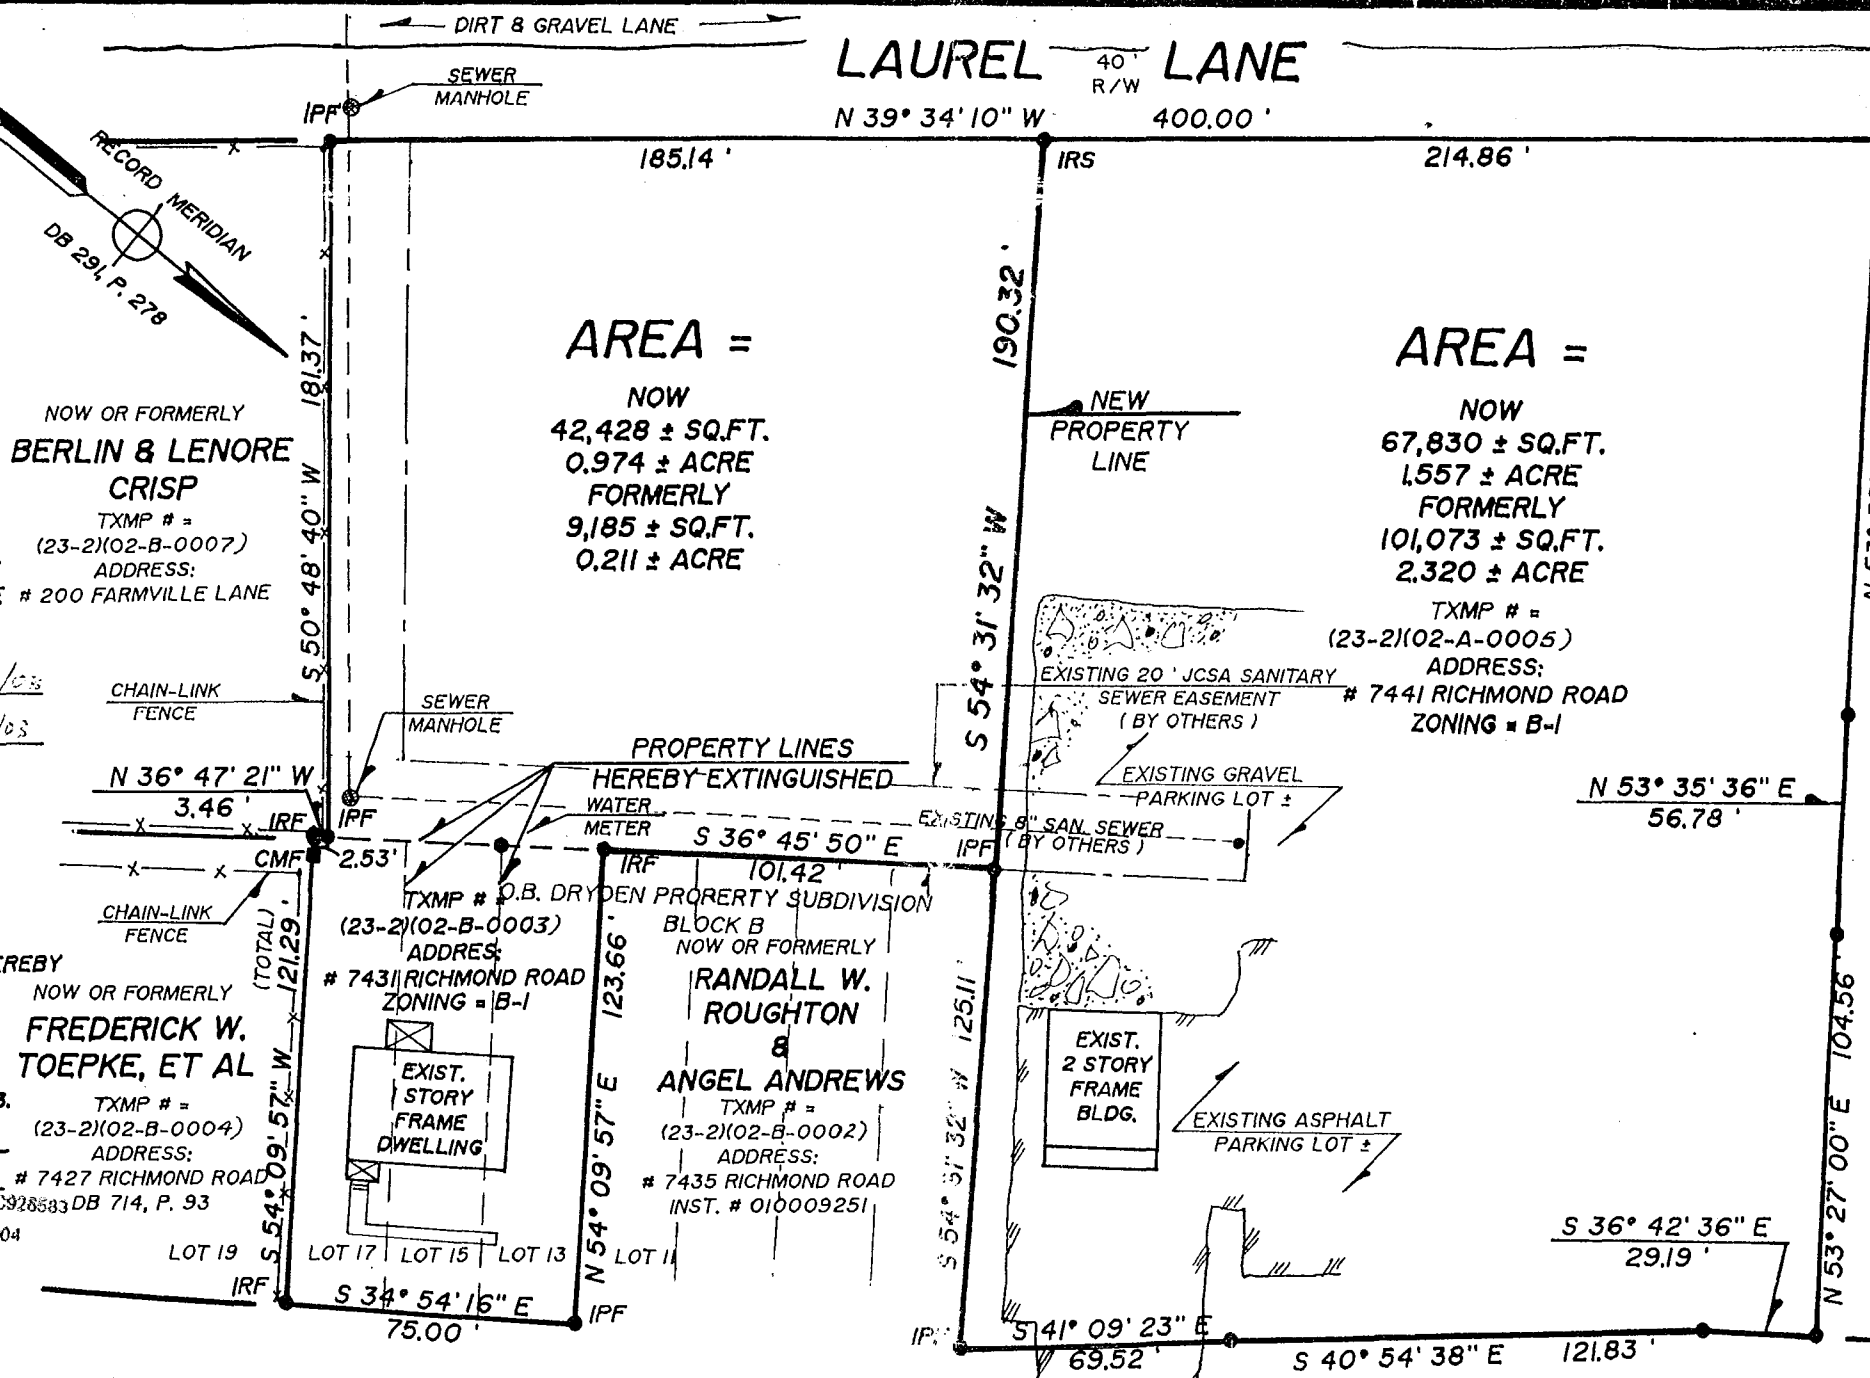 DIRT & GRAVEL LANE
LAUREL LANE
40'
R/W
SEWER
MANHOLE
IPF
N 39° 34' 10" W 400.00 '
185.14 '
IRS
214.86 '
RECORD MERIDIAN
DB 291, P. 278
181.37 '
S 50° 48' 40" W
190.32 '
S 54° 31' 32" W
AREA =
NOW
42,428 ± SQ.FT.
0.974 ± ACRE
FORMERLY
9,185 ± SQ.FT.
0.211 ± ACRE
NEW
PROPERTY
LINE
AREA =
NOW
67,830 ± SQ.FT.
1.557 ± ACRE
FORMERLY
101,073 ± SQ.FT.
2.320 ± ACRE
TXMP # =
(23-2)(02-A-0005)
ADDRESS:
# 7441 RICHMOND ROAD
ZONING = B-1
NOW OR FORMERLY
BERLIN & LENORE
CRISP
TXMP # =
(23-2)(02-B-0007)
ADDRESS:
# 200 FARMVILLE LANE
CHAIN-LINK
FENCE
SEWER
MANHOLE
EXISTING 20 ' JCSA SANITARY
SEWER EASEMENT
( BY OTHERS )
PROPERTY LINES
HEREBY EXTINGUISHED
EXISTING GRAVEL
PARKING LOT ±
N 36° 47' 21" W
3.46 '
IRF
IPF
WATER
METER
EXISTING 8" SAN. SEWER
( BY OTHERS )
N 53° 35' 36" E
56.78 '
CMF
2.53'
IRF
S 36° 45' 50" E
101.42 '
IPF
O.B. DRYDEN PROPERTY SUBDIVISION
BLOCK B
CHAIN-LINK
FENCE
TXMP #
(23-2)(02-B-0003)
ADDRES:
# 7431 RICHMOND ROAD
ZONING = B-1
NOW OR FORMERLY
RANDALL W.
ROUGHTON
&
ANGEL ANDREWS
TXMP # =
(23-2)(02-B-0002)
ADDRESS:
# 7435 RICHMOND ROAD
INST. # 010009251
EREBY
NOW OR FORMERLY
FREDERICK W.
TOEPKE, ET AL
TXMP # =
(23-2)(02-B-0004)
ADDRESS:
# 7427 RICHMOND ROAD
DB 714, P. 93
(TOTAL)
121.29 '
S 54° 09' 57" W
123.66 '
N 54° 09' 57" E
125.11 '
S 54° 31' 32" W
104.56 '
N 53° 27' 00" E
EXIST.
1 STORY
FRAME
DWELLING
EXIST.
2 STORY
FRAME
BLDG.
EXISTING ASPHALT
PARKING LOT ±
LOT 19
LOT 17
LOT 15
LOT 13
LOT 11
S 36° 42' 36" E
29.19 '
IRF
S 34° 54' 16" E
75.00 '
IPF
S 41° 09' 23" E
69.52 '
S 40° 54' 38" E 121.83 '